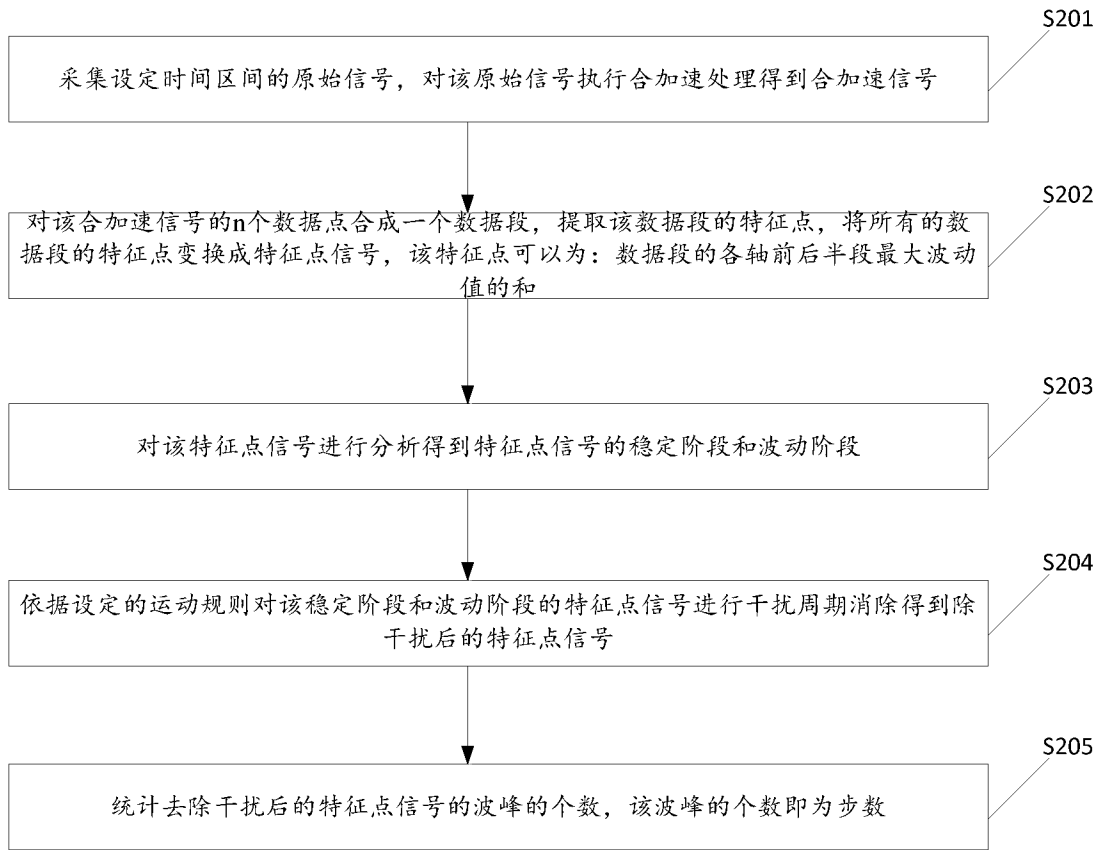 S201
采集设定时间区间的原始信号，对该原始信号执行合加速处理得到合加速信号
S202
对该合加速信号的n个数据点合成一个数据段，提取该数据段的特征点，将所有的数
据段的特征点变换成特征点信号，该特征点可以为：数据段的各轴前后半段最大波动
值的和
S203
对该特征点信号进行分析得到特征点信号的稳定阶段和波动阶段
S204
依据设定的运动规则对该稳定阶段和波动阶段的特征点信号进行干扰周期消除得到除
干扰后的特征点信号
S205
统计去除干扰后的特征点信号的波峰的个数，该波峰的个数即为步数